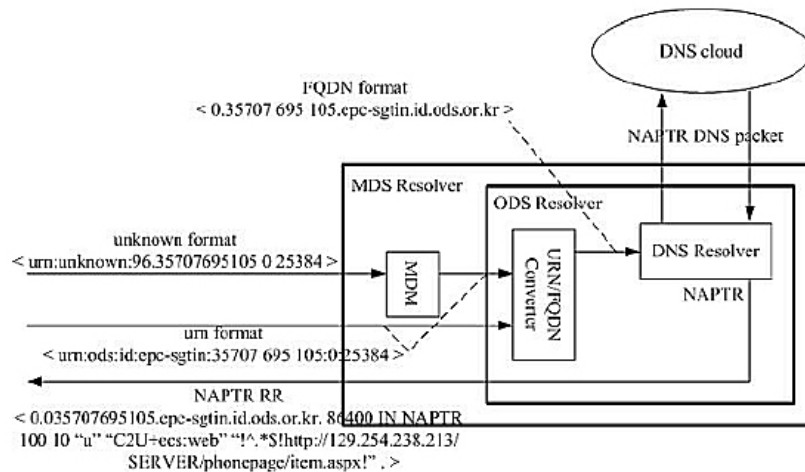 DNS cloud
FQDN format
< 0.35707 695 105.epc-sgtin.id.ods.or.kr >
NAPTR DNS packet
MDS Resolver
ODS Resolver
unknown format
< urn:unknown:96.35707695105 0 25384 >
MDM
URN/FQDN
Converter
DNS Resolver
NAPTR
urn format
< urn:ods:id:epc-sgtin:35707 695 105:0:25384 >
NAPTR RR
< 0.035707695105.epc-sgtin.id.ods.or.kr. 86400 IN NAPTR
100 10 “u” “C2U+ecs:web” “!^.*$!http://129.254.238.213/
SERVER/phonepage/item.aspx!” . >